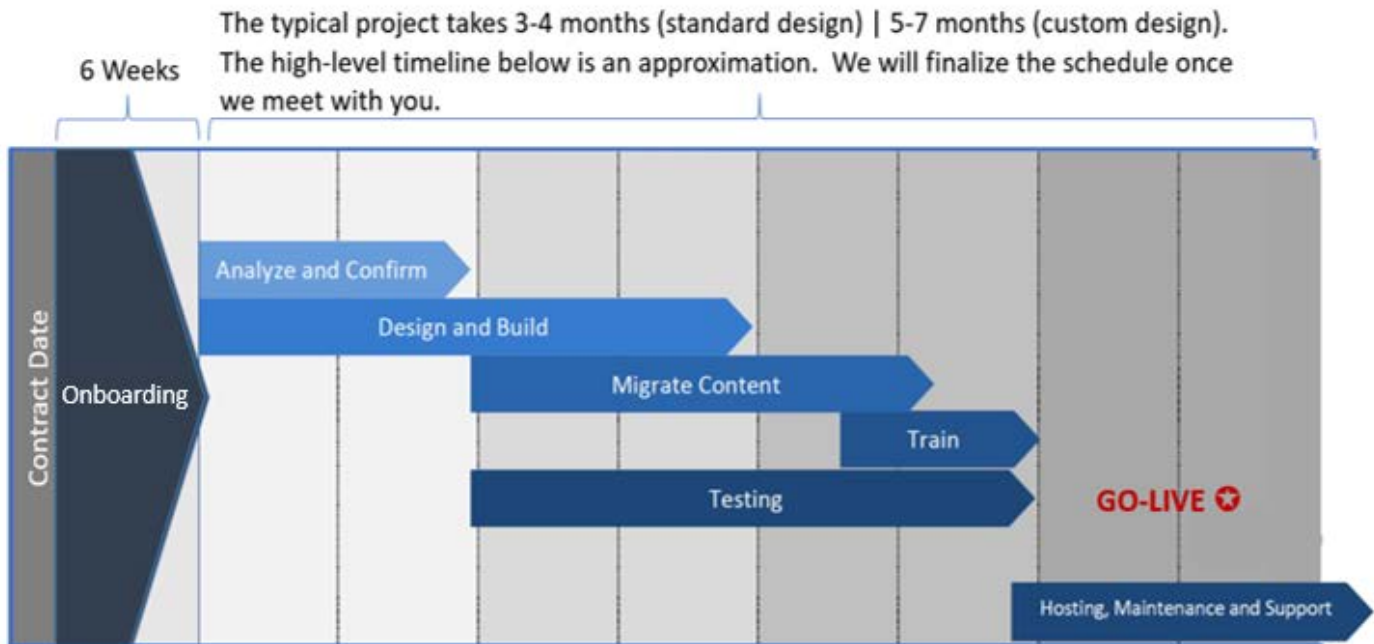 The typical project takes 3-4 months (standard design) | 5-7 months (custom design).
6 Weeks
The high-level timeline below is an approximation.  We will finalize the schedule once
we meet with you.
Contract Date
Onboarding
Analyze and Confirm
Design and Build
Migrate Content
Train
Testing
GO-LIVE
Hosting, Maintenance and Support